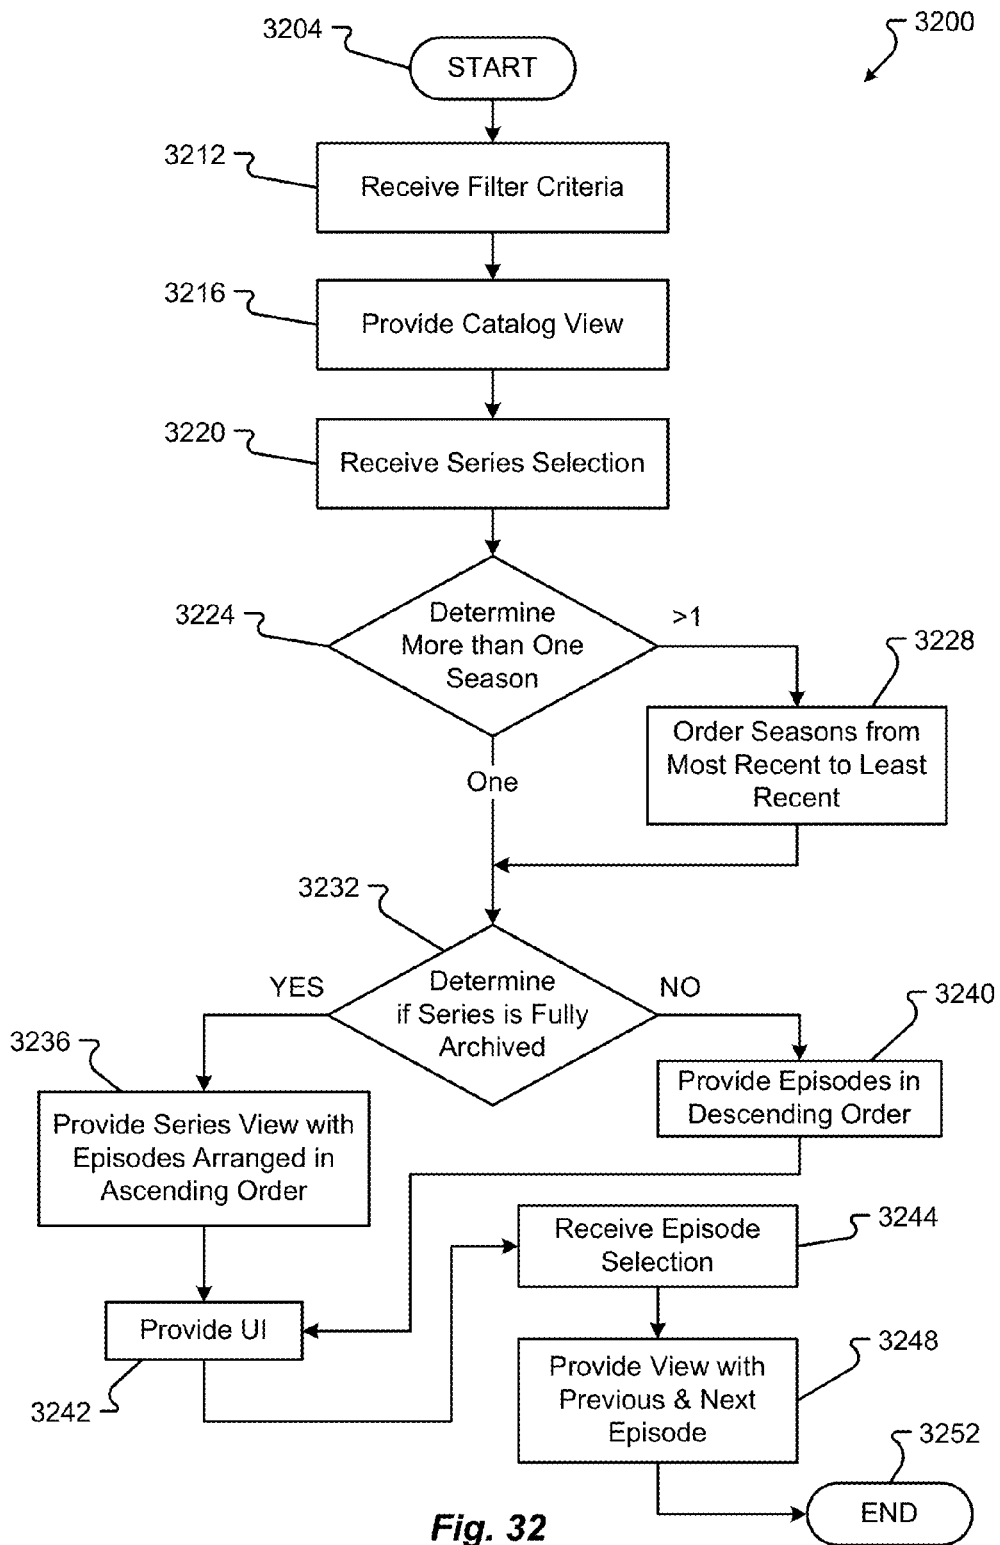 3204
START
3200
3212
Receive Filter Criteria
3216
Provide Catalog View
3220
Receive Series Selection
3224
Determine
More than One
Season
>1
3228
Order Seasons from
Most Recent to Least
Recent
One
3232
Determine
if Series is Fully
Archived
YES
NO
3236
Provide Series View with
Episodes Arranged in
Ascending Order
3240
Provide Episodes in
Descending Order
3244
Receive Episode
Selection
Provide UI
3242
3248
Provide View with
Previous & Next
Episode
3252
END
Fig. 32